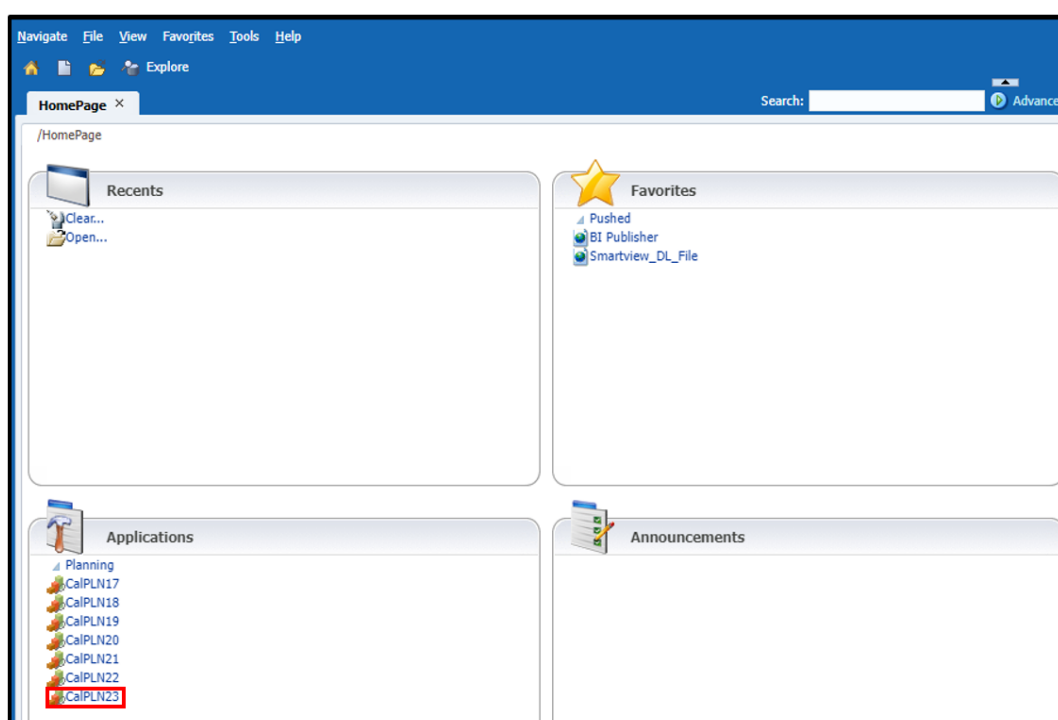 Navigate File View Favorites Tools Help
Explore
HomePage ×
Search:
Advance
/HomePage
Recents
Clear...
Open...
Favorites
Pushed
BI Publisher
Smartview_DL_File
Applications
Planning
CalPLN17
CalPLN18
CalPLN19
CalPLN20
CalPLN21
CalPLN22
CalPLN23
Announcements